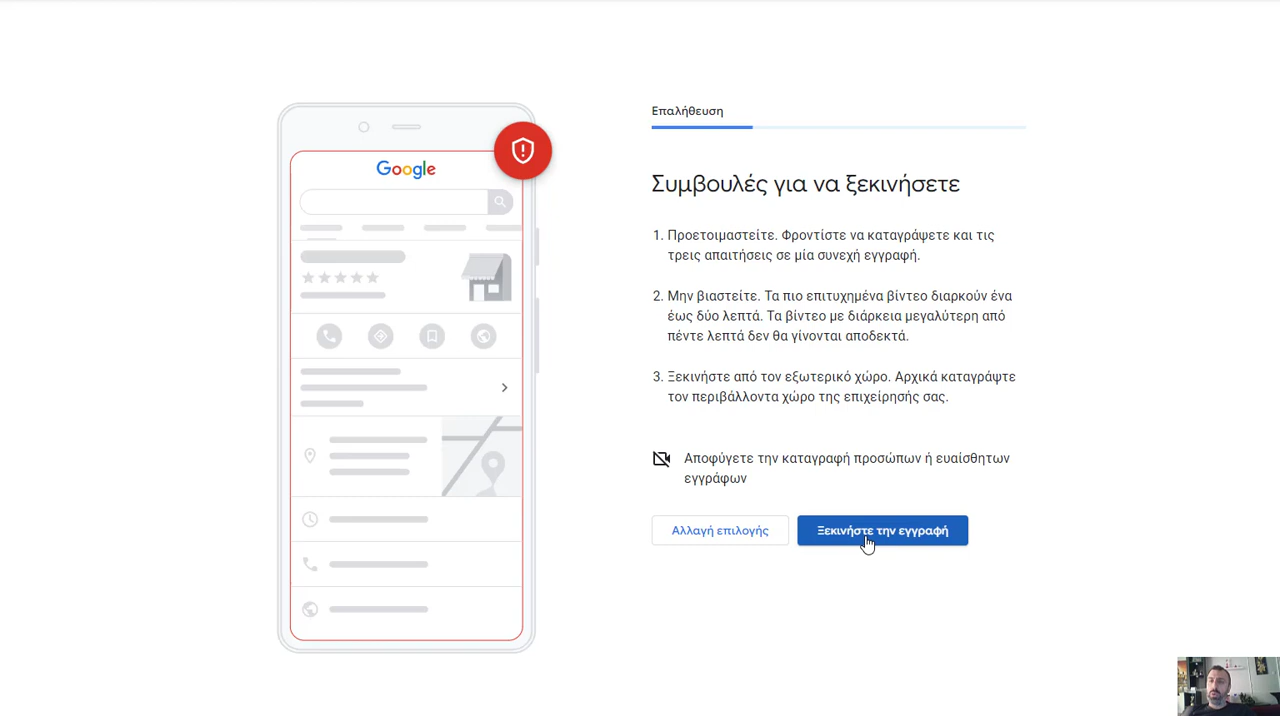 Google
Επαλήθευση
Συμβουλές για να ξεκινήσετε
1. Προετοιμαστείτε. Φροντίστε να καταγράψετε και τις
τρεις απαιτήσεις σε μία συνεχή εγγραφή.
2. Μην βιαστείτε. Τα πιο επιτυχημένα βίντεο διαρκούν ένα
έως δύο λεπτά. Τα βίντεο με διάρκεια μεγαλύτερη από
πέντε λεπτά δεν θα γίνονται αποδεκτά.
3. Ξεκινήστε από τον εξωτερικό χώρο. Αρχικά καταγράψτε
τον περιβάλλοντα χώρο της επιχείρησής σας.
Αποφύγετε την καταγραφή προσώπων ή ευαίσθητων
εγγράφων
Αλλαγή επιλογής
Ξεκινήστε την εγγραφή